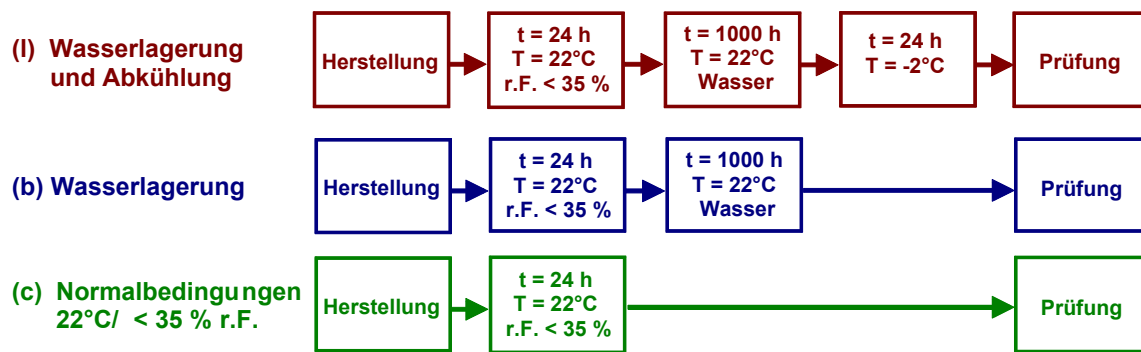 (l) Wasserlagerung
und Abkühlung
Herstellung
t = 24 h
T = 22°C
r.F. < 35 %
t = 1000 h
T = 22°C
Wasser
t = 24 h
T = -2°C
Prüfung
(b) Wasserlagerung
Herstellung
t = 24 h
T = 22°C
r.F. < 35 %
t = 1000 h
T = 22°C
Wasser
Prüfung
(c) Normalbedingungen
22°C/ < 35 % r.F.
Herstellung
t = 24 h
T = 22°C
r.F. < 35 %
Prüfung